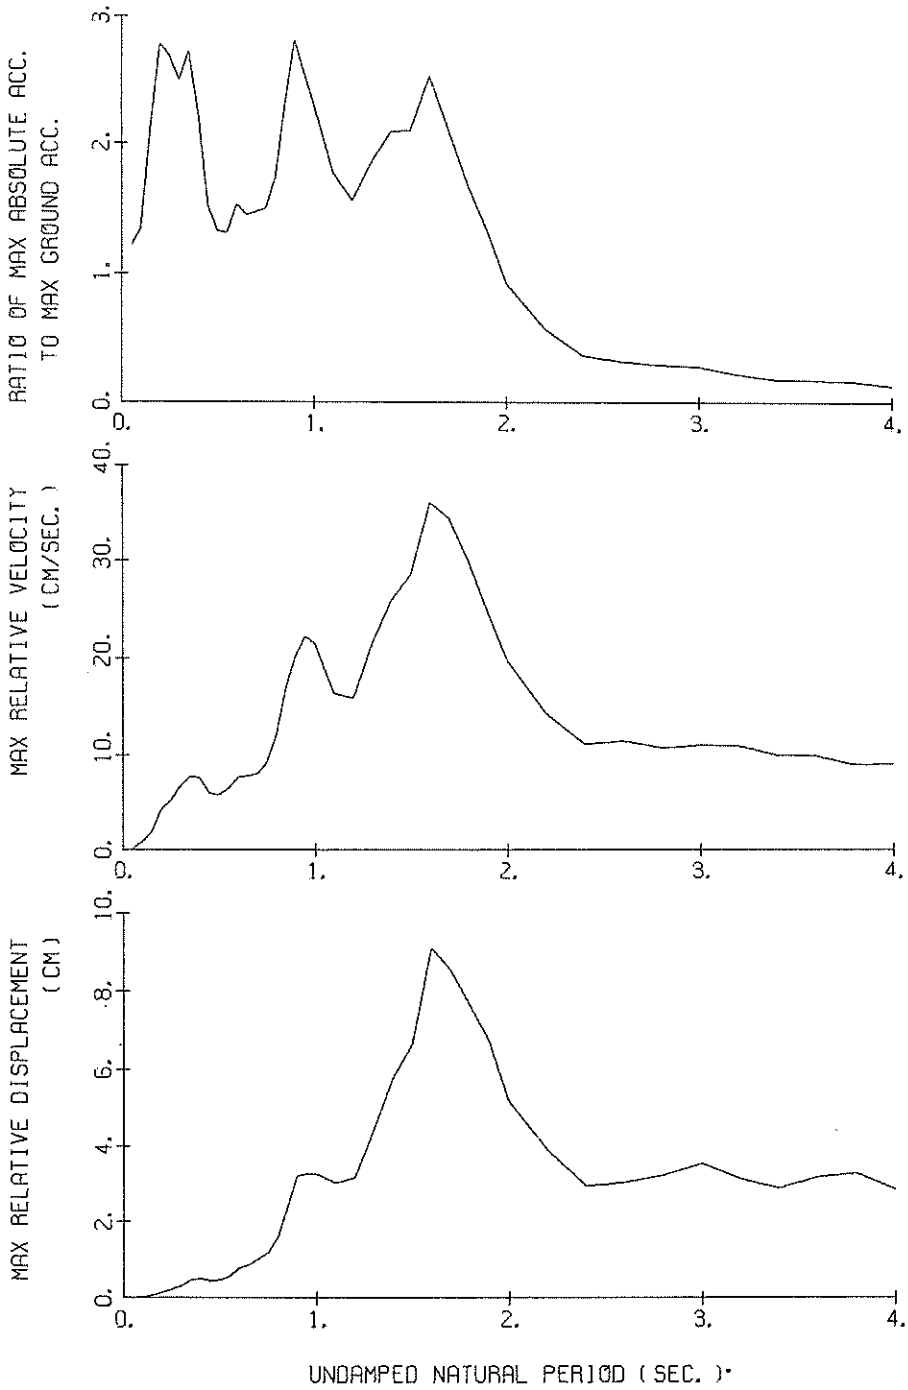 RATIO OF MAX ABSOLUTE ACC.
TO MAX GROUND ACC.
3.
2.
1.
0.
0. 1. 2. 3. 4.
MAX RELATIVE VELOCITY
(CM/SEC.)
40.
30.
20.
10.
0.
0. 1. 2. 3. 4.
MAX RELATIVE DISPLACEMENT
(CM)
10.
8.
6.
4.
2.
0.
0. 1. 2. 3. 4.
UNDAMPED NATURAL PERIOD (SEC.)